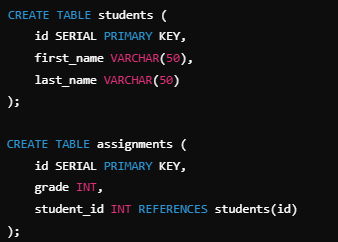 CREATE TABLE students (
    id SERIAL PRIMARY KEY,
    first_name VARCHAR(50),
    last_name VARCHAR(50)
);

CREATE TABLE assignments (
    id SERIAL PRIMARY KEY,
    grade INT,
    student_id INT REFERENCES students(id)
);